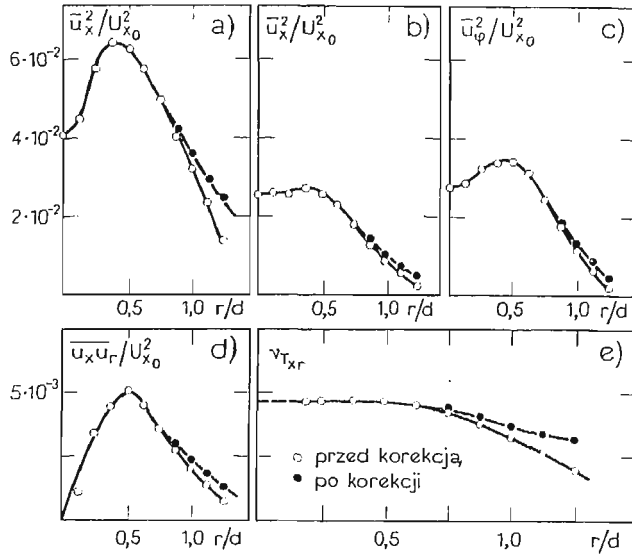 ũ²ₓ/U²ₓ₀ a) ū²ₓ/U²ₓ₀ b) ū²φ/U²ₓ₀ c)
6·10⁻²
4·10⁻²
2·10⁻²
0,5 1,0 r/d 0,5 1,0 r/d 0,5 1,0 r/d
uₓuᵣ/U²ₓ₀ d) νTₓᵣ e)
5·10⁻³
○ przed korekcją
● po korekcji
0,5 1,0 r/d 0,5 1,0 r/d